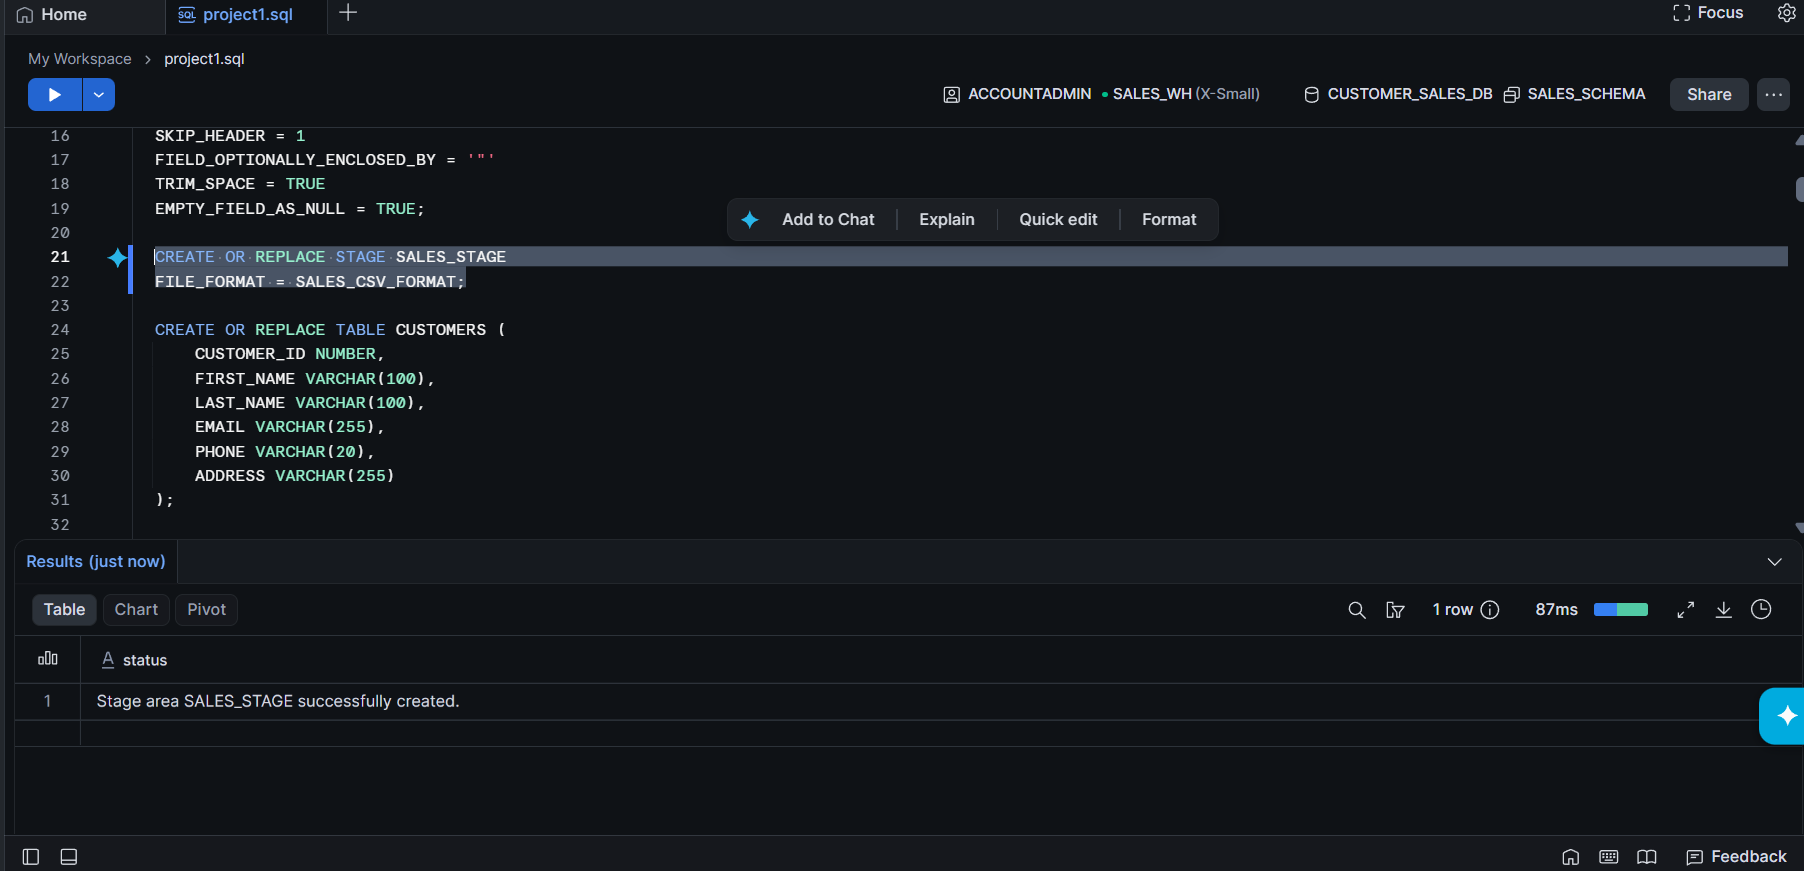 Home
SQL project1.sql
Focus
My Workspace > project1.sql
ACCOUNTADMIN SALES_WH (X-Small) CUSTOMER_SALES_DB SALES_SCHEMA Share ...
16 SKIP_HEADER = 1
17 FIELD_OPTIONALLY_ENCLOSED_BY = '"'
18 TRIM_SPACE = TRUE
19 EMPTY_FIELD_AS_NULL = TRUE;
Add to Chat Explain Quick edit Format
20
21 CREATE OR REPLACE STAGE SALES_STAGE
22 FILE_FORMAT = SALES_CSV_FORMAT;
23
24 CREATE OR REPLACE TABLE CUSTOMERS (
25 CUSTOMER_ID NUMBER,
26 FIRST_NAME VARCHAR(100),
27 LAST_NAME VARCHAR(100),
28 EMAIL VARCHAR(255),
29 PHONE VARCHAR(20),
30 ADDRESS VARCHAR(255)
31 );
32
Results (just now)
Table Chart Pivot 1 row 87ms
A status
1 Stage area SALES_STAGE successfully created.
Feedback